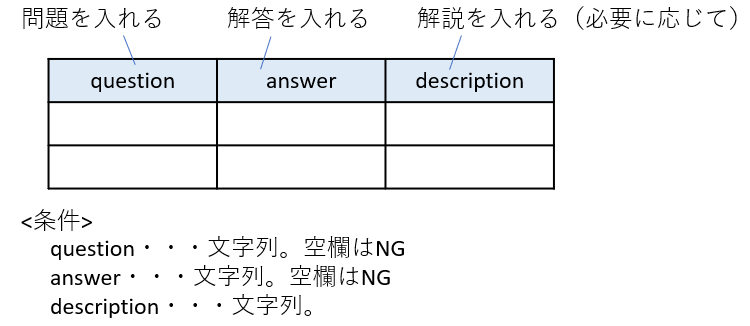 問題を入れる 解答を入れる 解説を入れる（必要に応じて）
question answer description
<条件>
question・・・文字列。空欄はNG
answer・・・文字列。空欄はNG
description・・・文字列。